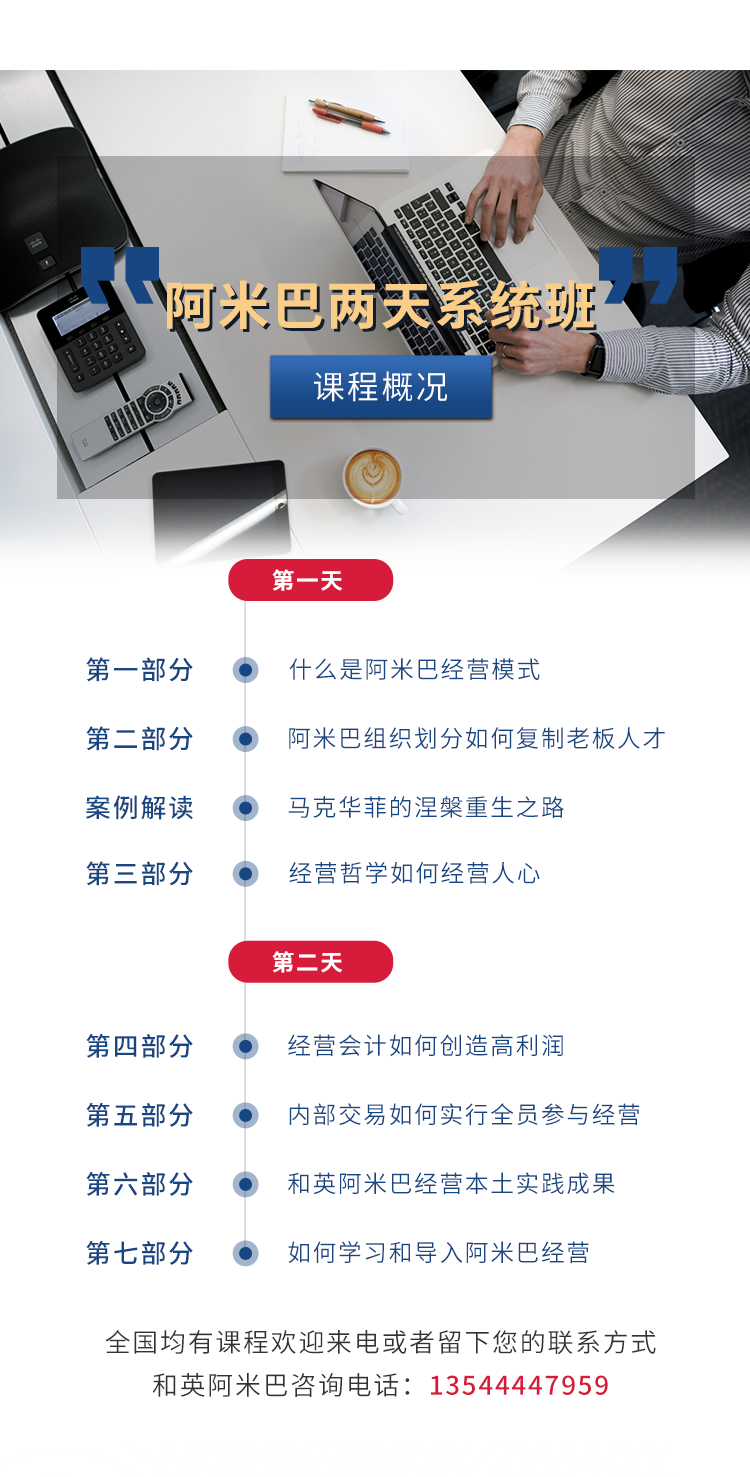 阿米巴两天系统班
课程概况
第一天
第一部分 什么是阿米巴经营模式
第二部分 阿米巴组织划分如何复制老板人才
案例解读 马克华菲的涅槃重生之路
第三部分 经营哲学如何经营人心
第二天
第四部分 经营会计如何创造高利润
第五部分 内部交易如何实行全员参与经营
第六部分 和英阿米巴经营本土实践成果
第七部分 如何学习和导入阿米巴经营
全国均有课程欢迎来电或者留下您的联系方式
和英阿米巴咨询电话：13544447959